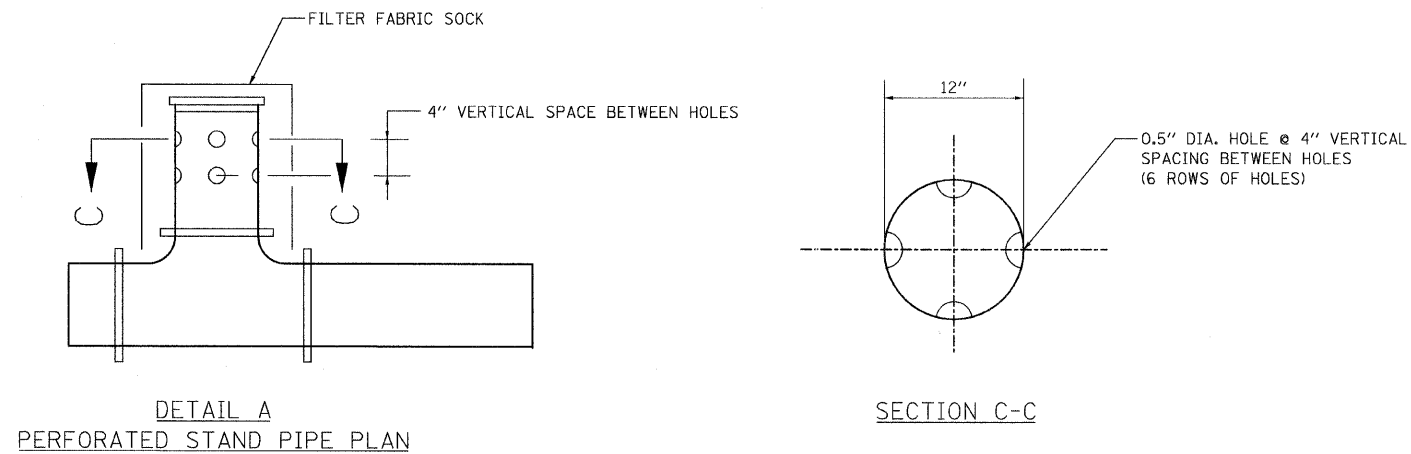 FILTER FABRIC SOCK
4" VERTICAL SPACE BETWEEN HOLES
C
C
DETAIL A
PERFORATED STAND PIPE PLAN
12"
0.5" DIA. HOLE @ 4" VERTICAL
SPACING BETWEEN HOLES
(6 ROWS OF HOLES)
SECTION C-C